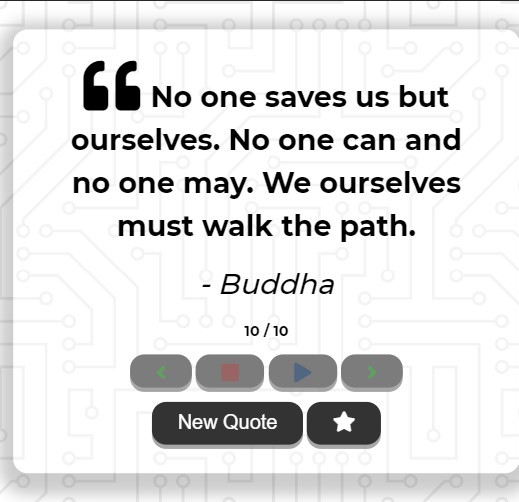 “ No one saves us but
ourselves. No one can and
no one may. We ourselves
must walk the path.
- Buddha
10 / 10
New Quote